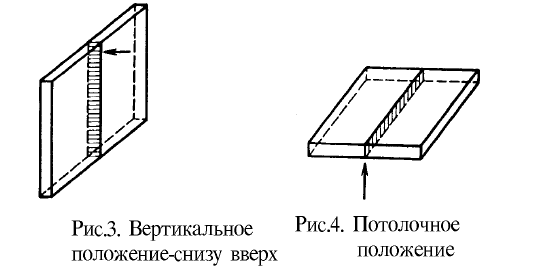 Рис.3. Вертикальное
положение-снизу вверх
Рис.4. Потолочное
положение